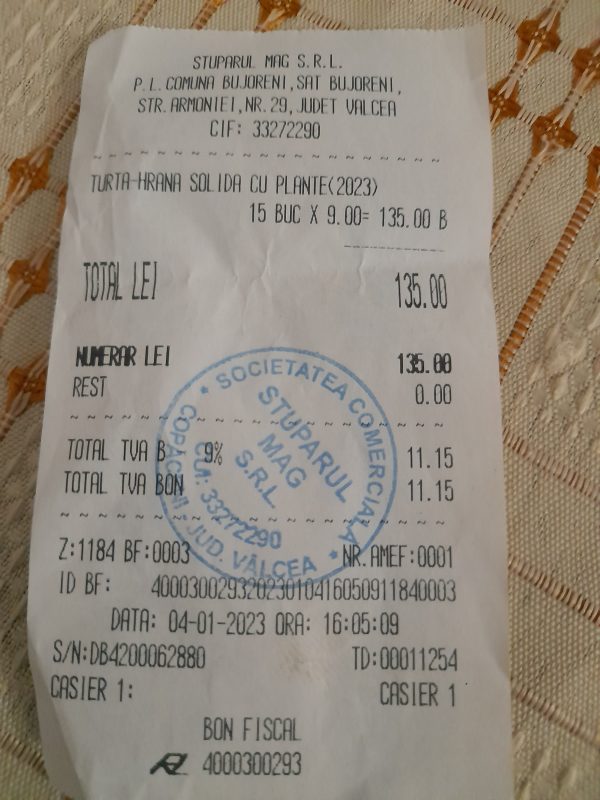 STUPARUL MAG S.R.L.
P.L.COMUNA BUJORENI,SAT BUJORENI,
STR.ARMONIEI,NR.29,JUDET VALCEA
CIF: 33272290
TURTA-HRANA SOLIDA CU PLANTE(2023)
15 BUC X 9.00= 135.00 B
TOTAL LEI 135.00
NUMERAR LEI 135.00
REST 0.00
TOTAL TVA B 9% 11.15
TOTAL TVA BON 11.15
Z:1184 BF:0003 NR.AMEF:0001
ID BF: 40003002932023010416050911840003
DATA: 04-01-2023 ORA: 16:05:09
S/N:DB4200062880 TD:00011254
CASIER 1: CASIER 1
BON FISCAL
4000300293
* SOCIETATEA COMERCIALA *
STUPARUL
MAG
S.R.L.
CUI: 33272290
JUD. VÂLCEA